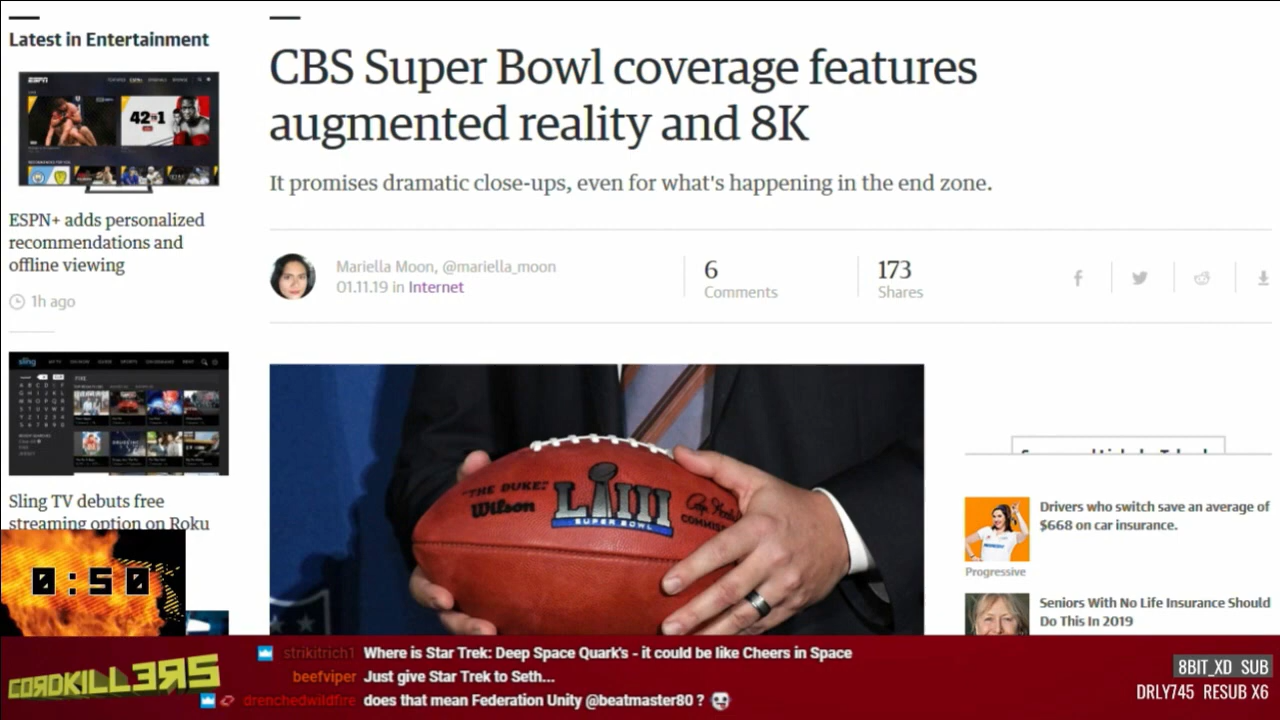 Latest in Entertainment
ESPN
42-1
ESPN+ adds personalized
recommendations and
offline viewing
1h ago
sling
Sling TV debuts free
streaming option on Roku
CBS Super Bowl coverage features
augmented reality and 8K
It promises dramatic close-ups, even for what's happening in the end zone.
Mariella Moon, @mariella_moon
01.11.19 in Internet
6
Comments
173
Shares
"THE DUKE"
Wilson
LIII
SUPER BOWL
Drivers who switch save an average of
$668 on car insurance.
Progressive
Seniors With No Life Insurance Should
Do This In 2019
0:50
CORDKILLERS
strikitrich1 Where is Star Trek: Deep Space Quark's - it could be like Cheers in Space
beefviper Just give Star Trek to Seth...
drenchedwildfire does that mean Federation Unity @beatmaster80 ?
8BIT_XD SUB
DRLY745 RESUB X6